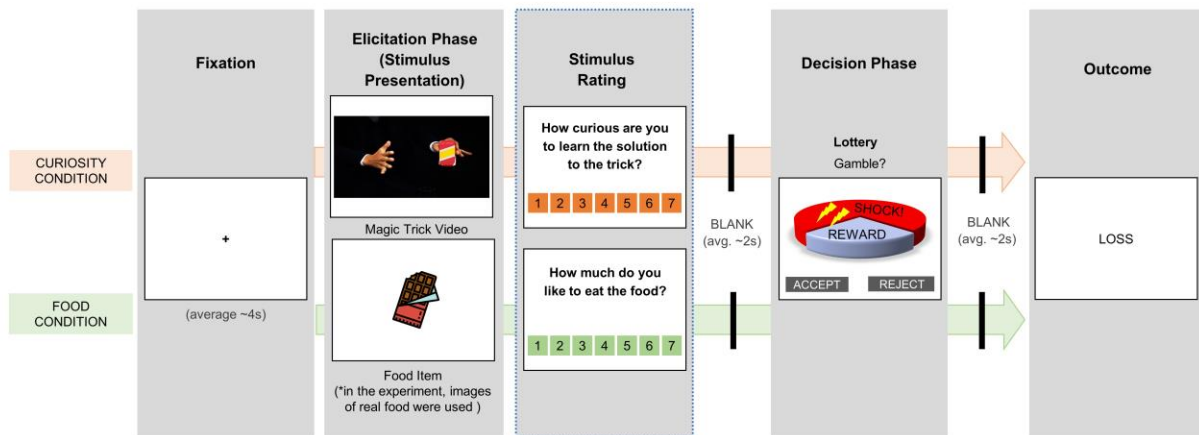 Fixation
Elicitation Phase
(Stimulus
Presentation)
Stimulus
Rating
Decision Phase
Outcome
CURIOSITY
CONDITION
FOOD
CONDITION
+
(average ~4s)
Magic Trick Video
Food Item
(*in the experiment, images
of real food were used )
How curious are you
to learn the solution
to the trick?
1 2 3 4 5 6 7
How much do you
like to eat the food?
1 2 3 4 5 6 7
BLANK
(avg. ~2s)
Lottery
Gamble?
SHOCK!
REWARD
ACCEPT REJECT
BLANK
(avg. ~2s)
LOSS